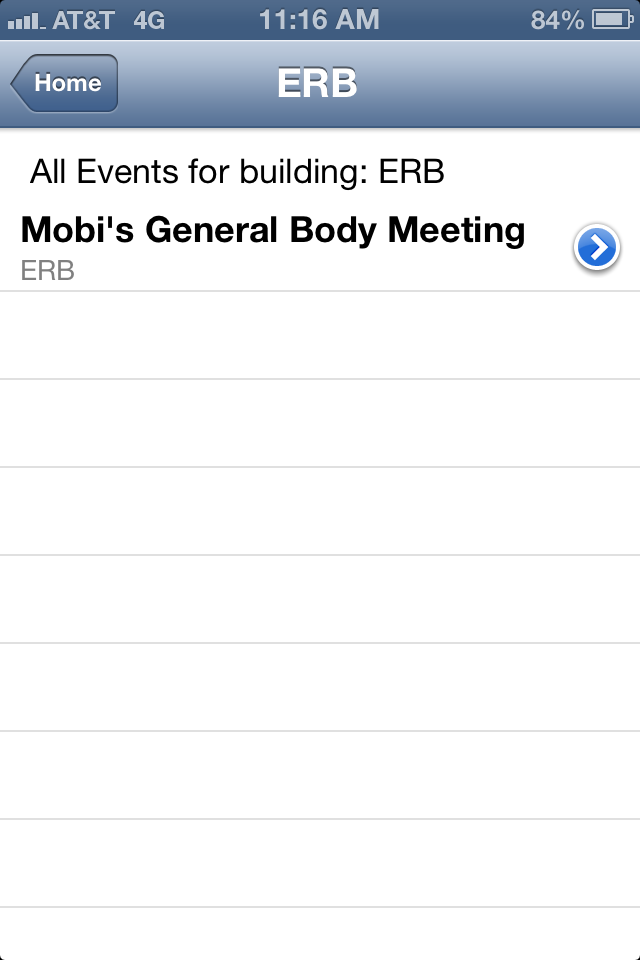 AT&T 4G 11:16 AM 84%
Home ERB
All Events for building: ERB
Mobi's General Body Meeting
ERB